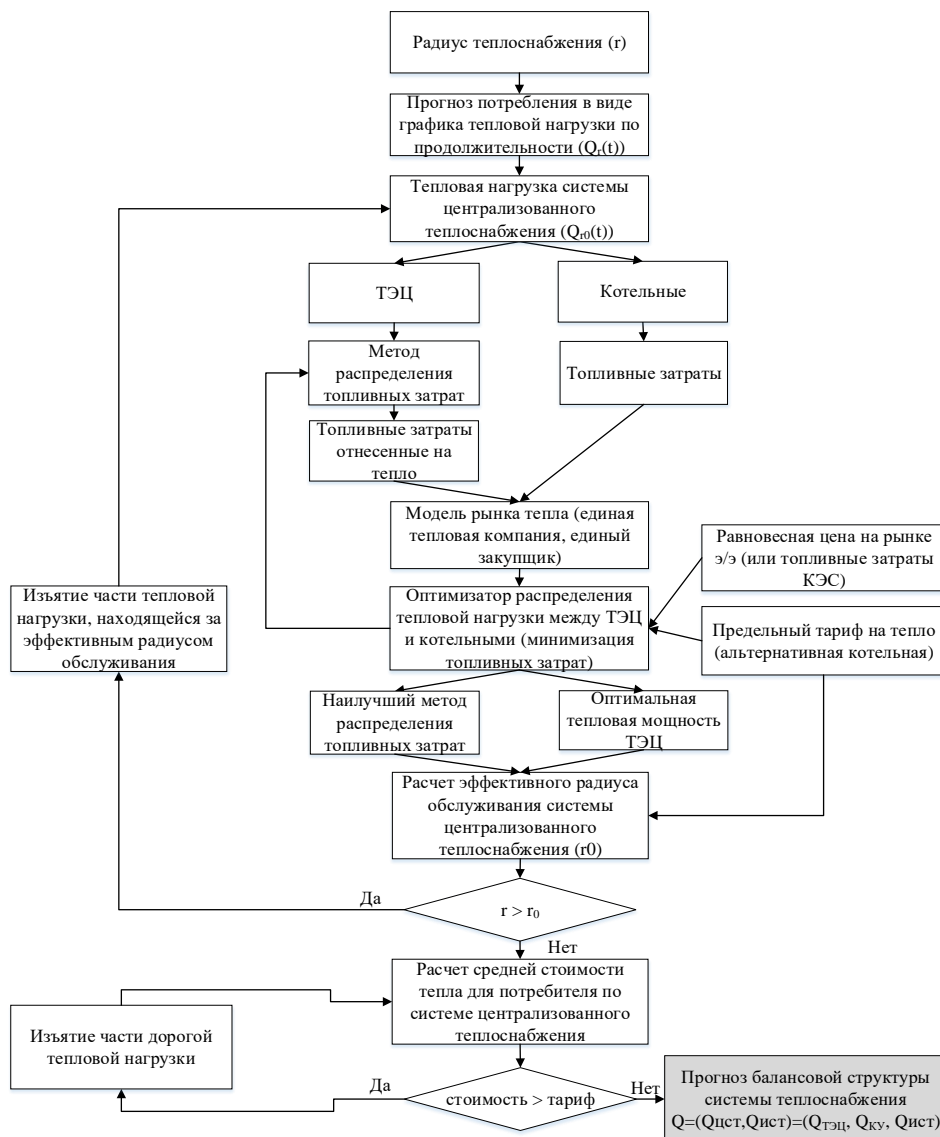 Радиус теплоснабжения (r)
Прогноз потребления в виде
графика тепловой нагрузки по
продолжительности (Qr(t))
Тепловая нагрузка системы
централизованного
теплоснабжения (Qr0(t))
ТЭЦ
Котельные
Метод
распределения
топливных затрат
Топливные затраты
Топливные затраты
отнесенные на
тепло
Модель рынка тепла (единая
тепловая компания, единый
закупщик)
Равновесная цена на рынке
э/э (или топливные затраты
КЭС)
Изъятие части тепловой
нагрузки, находящейся за
эффективным радиусом
обслуживания
Оптимизатор распределения
тепловой нагрузки между ТЭЦ
и котельными (минимизация
топливных затрат)
Предельный тариф на тепло
(альтернативная котельная)
Наилучший метод
распределения
топливных затрат
Оптимальная
тепловая мощность
ТЭЦ
Расчет эффективного радиуса
обслуживания системы
централизованного
теплоснабжения (r0)
Да
r > r0
Нет
Расчет средней стоимости
тепла для потребителя по
системе централизованного
теплоснабжения
Изъятие части дорогой
тепловой нагрузки
Да
стоимость > тариф
Нет
Прогноз балансовой структуры
системы теплоснабжения
Q=(Qцст,Qист)=(QТЭЦ, QКУ, Qист)